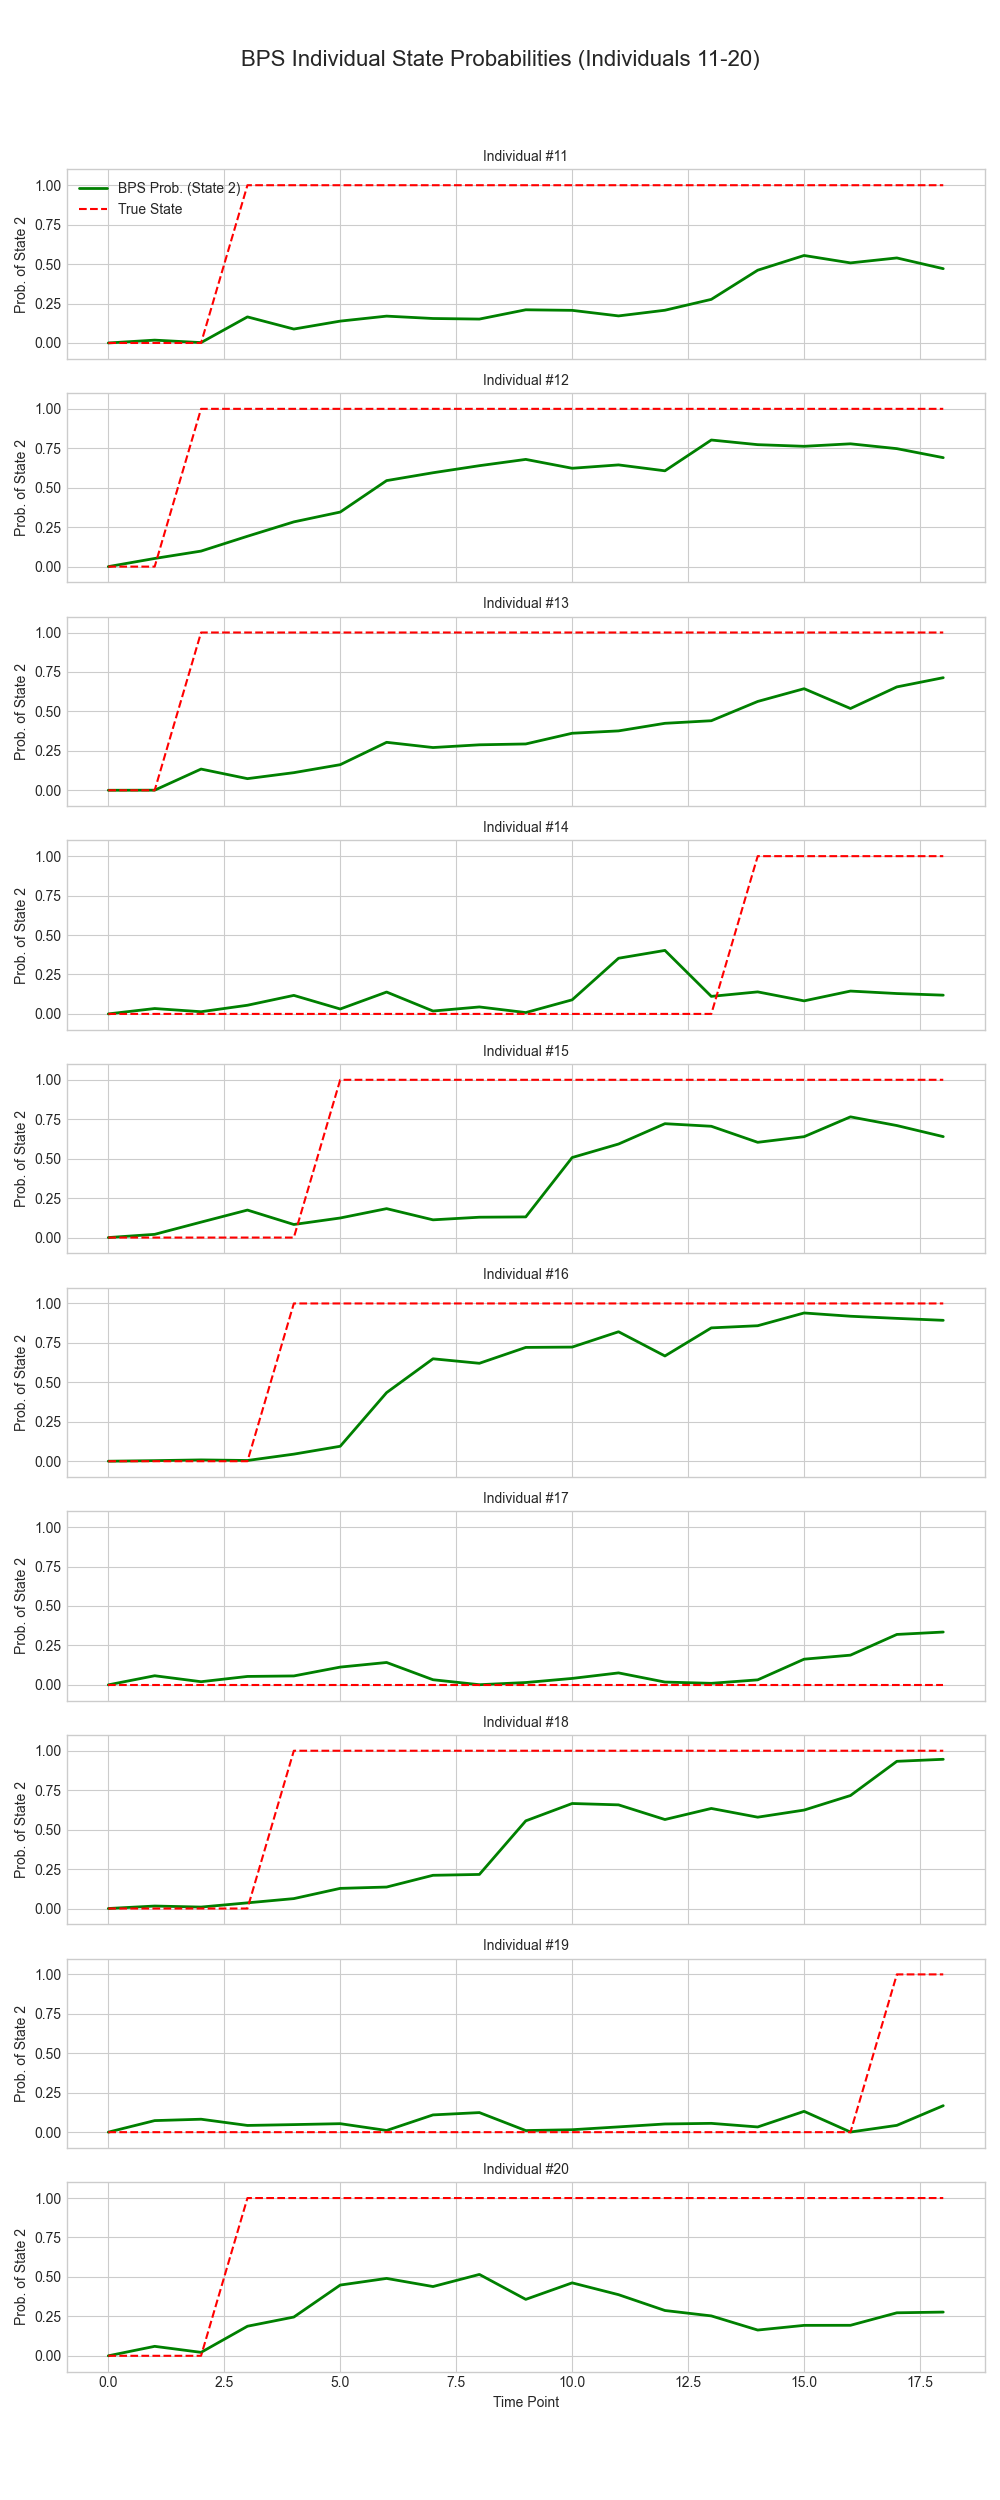 BPS Individual State Probabilities (Individuals 11-20)
Individual #11
BPS Prob. (State 2)
True State
Prob. of State 2
1.00
0.75
0.50
0.25
0.00
Individual #12
Prob. of State 2
1.00
0.75
0.50
0.25
0.00
Individual #13
Prob. of State 2
1.00
0.75
0.50
0.25
0.00
Individual #14
Prob. of State 2
1.00
0.75
0.50
0.25
0.00
Individual #15
Prob. of State 2
1.00
0.75
0.50
0.25
0.00
Individual #16
Prob. of State 2
1.00
0.75
0.50
0.25
0.00
Individual #17
Prob. of State 2
1.00
0.75
0.50
0.25
0.00
Individual #18
Prob. of State 2
1.00
0.75
0.50
0.25
0.00
Individual #19
Prob. of State 2
1.00
0.75
0.50
0.25
0.00
Individual #20
Prob. of State 2
1.00
0.75
0.50
0.25
0.00
0.0 2.5 5.0 7.5 10.0 12.5 15.0 17.5
Time Point